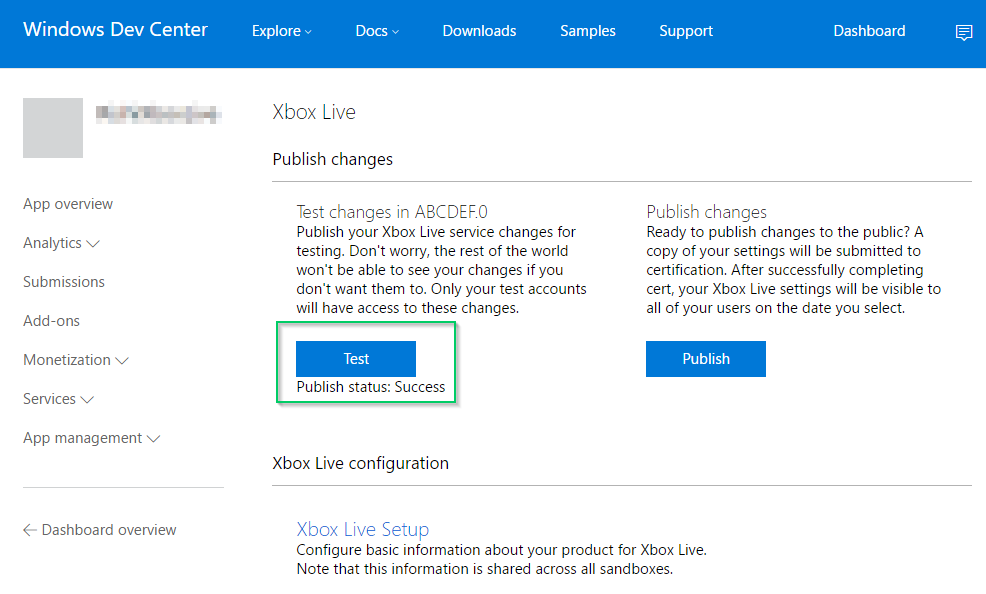 Windows Dev Center
Explore
Docs
Downloads
Samples
Support
Dashboard
App overview
Analytics
Submissions
Add-ons
Monetization
Services
App management
Dashboard overview
Xbox Live
Publish changes
Test changes in ABCDEF.0
Publish your Xbox Live service changes for
testing. Don't worry, the rest of the world
won't be able to see your changes if you
don't want them to. Only your test accounts
will have access to these changes.
Test
Publish status: Success
Publish changes
Ready to publish changes to the public? A
copy of your settings will be submitted to
certification. After successfully completing
cert, your Xbox Live settings will be visible to
all of your users on the date you select.
Publish
Xbox Live configuration
Xbox Live Setup
Configure basic information about your product for Xbox Live.
Note that this information is shared across all sandboxes.